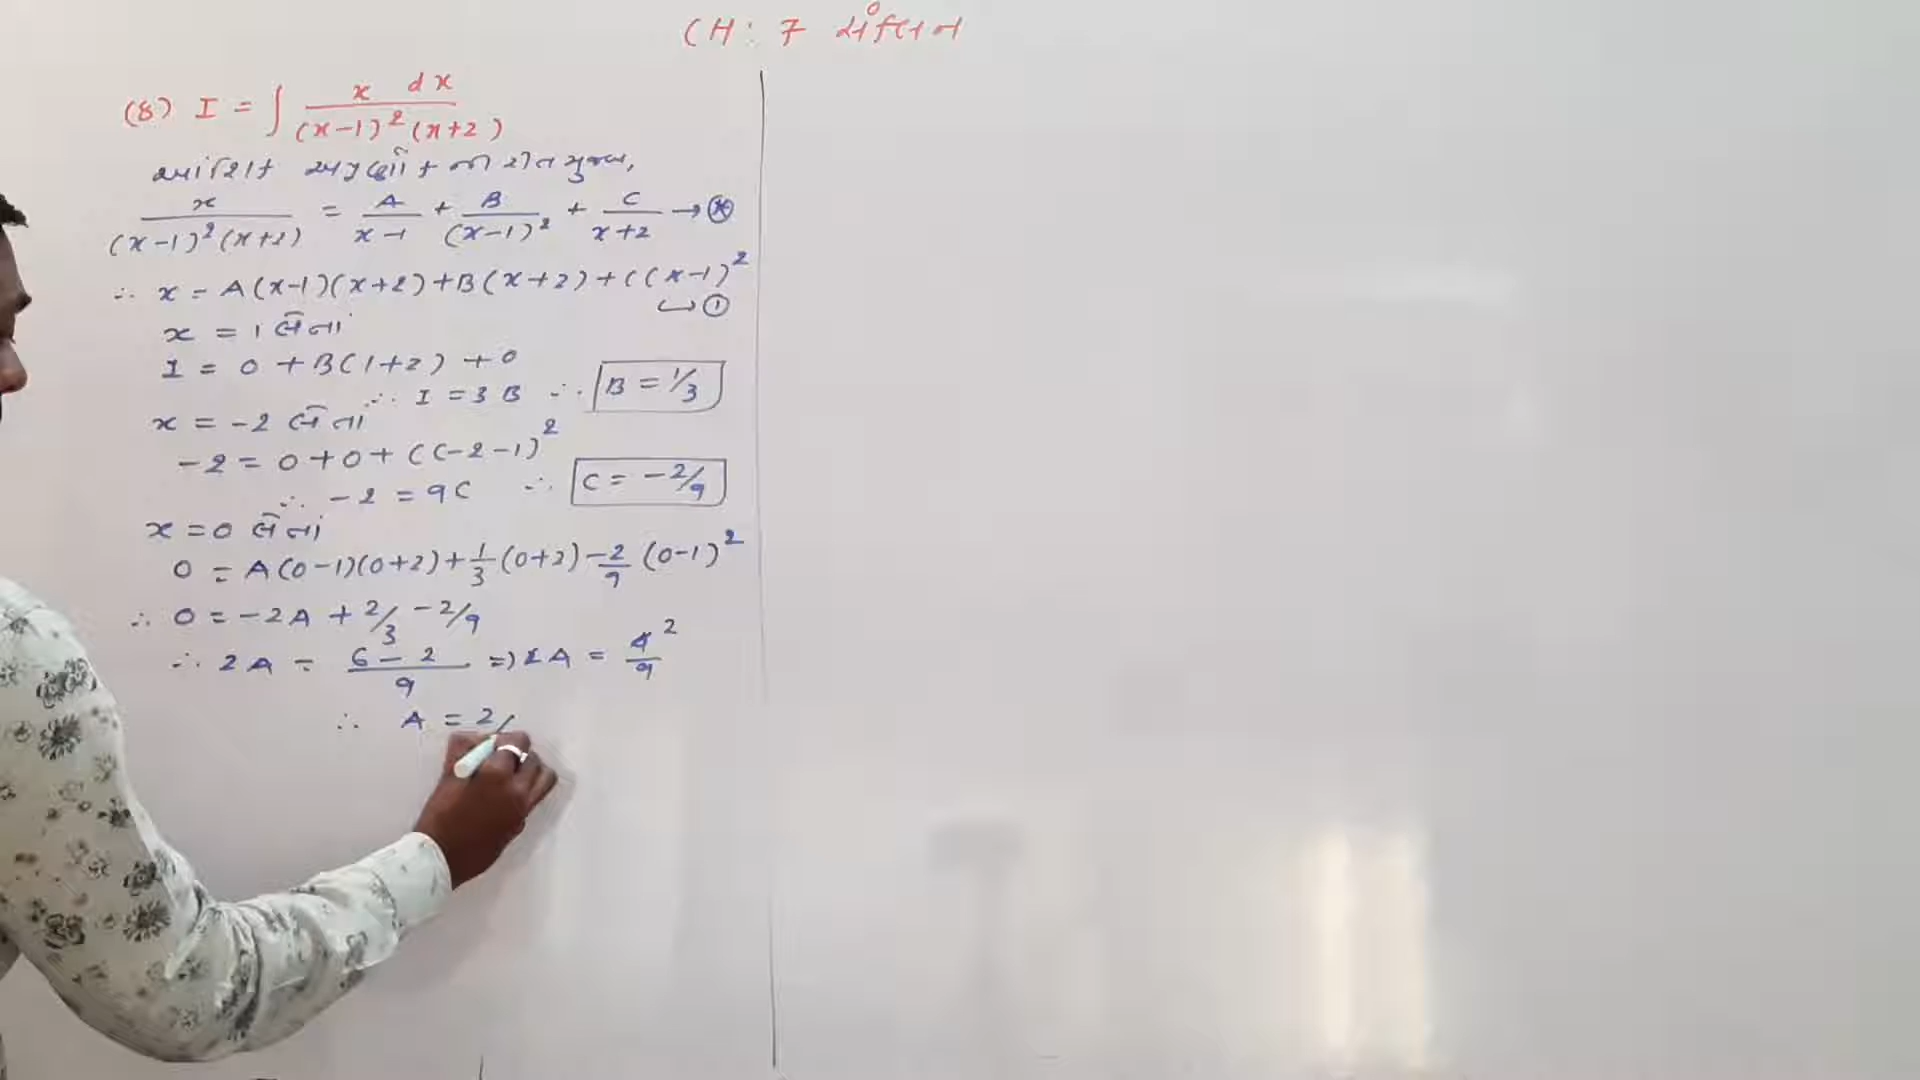 CH: 7 સંકલન
(8) I = ∫ x dx / (x-1)² (x+2)
આંશિક અપૂર્ણાંક ની રીત મુજબ,
x / (x-1)² (x+2) = A / x-1 + B / (x-1)² + C / x+2 → ⊛
∴ x = A(x-1)(x+2) + B(x+2) + C(x-1)²
↪ ①
x = 1 લેતાં
1 = 0 + B(1+2) + 0
∴ 1 = 3B ∴ B = 1/3
x = -2 લેતાં
-2 = 0 + 0 + C(-2-1)²
∴ -2 = 9C ∴ C = -2/9
x = 0 લેતાં
0 = A(0-1)(0+2) + 1/3 (0+2) - 2/9 (0-1)²
∴ 0 = -2A + 2/3 - 2/9
∴ 2A = 6-2 / 9 ⇒ 2A = 4² / 9
∴ A = 2/